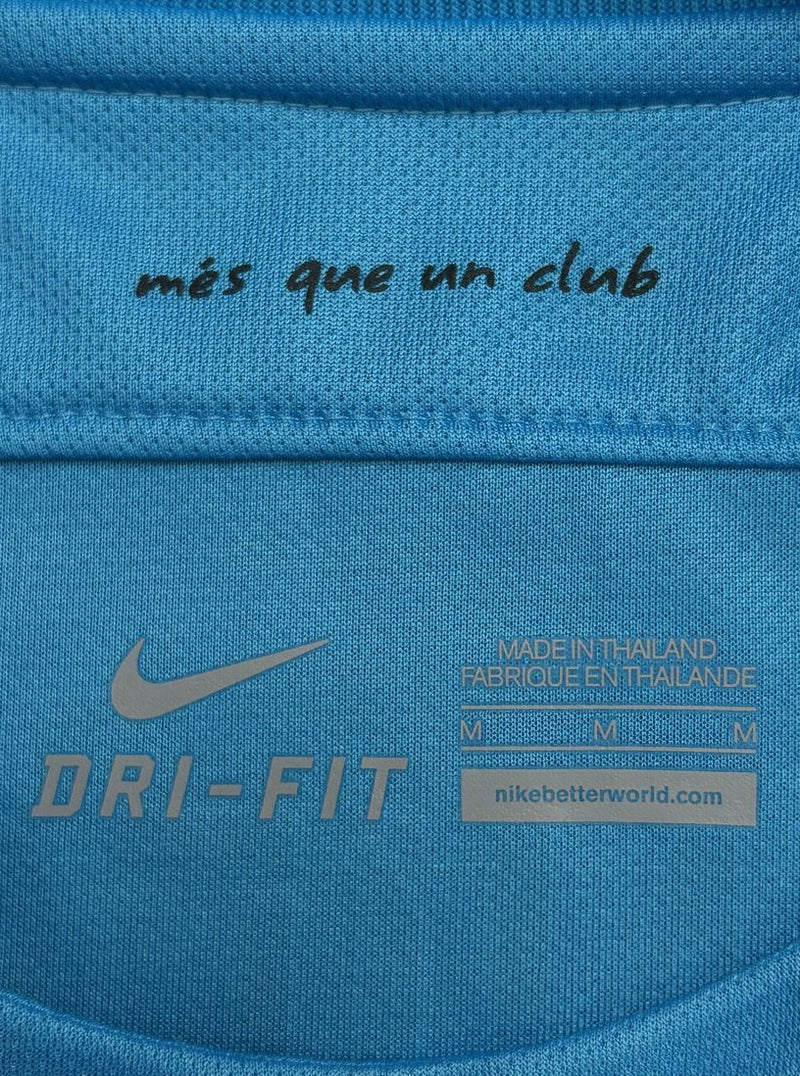 més que un club
DRI-FIT
MADE IN THAILAND
FABRIQUE EN THAILANDE
M M M
nikebetterworld.com